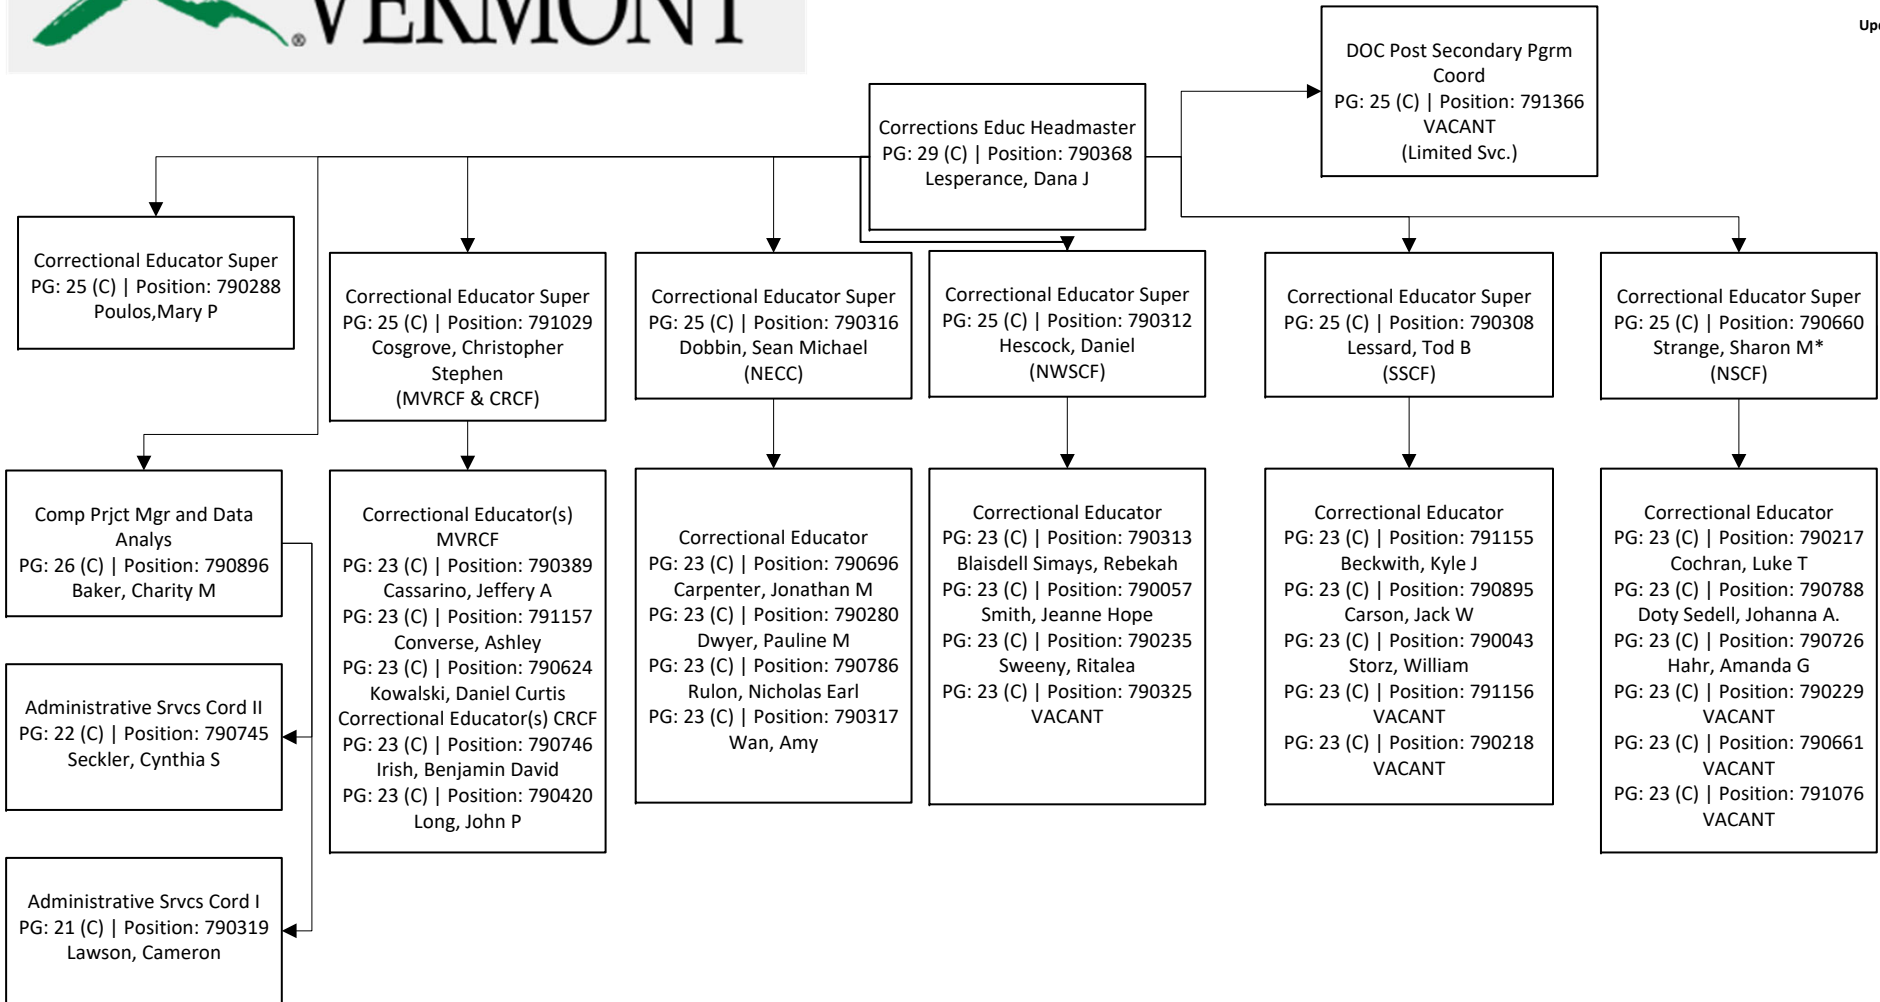 VERMONT
®
Corrections Educ Headmaster
PG: 29 (C) | Position: 790368
Lesperance, Dana J
DOC Post Secondary Pgrm
Coord
PG: 25 (C) | Position: 791366
VACANT
(Limited Svc.)
Correctional Educator Super
PG: 25 (C) | Position: 790288
Poulos,Mary P
Correctional Educator Super
PG: 25 (C) | Position: 791029
Cosgrove, Christopher
Stephen
(MVRCF & CRCF)
Correctional Educator Super
PG: 25 (C) | Position: 790316
Dobbin, Sean Michael
(NECC)
Correctional Educator Super
PG: 25 (C) | Position: 790312
Hescock, Daniel
(NWSCF)
Correctional Educator Super
PG: 25 (C) | Position: 790308
Lessard, Tod B
(SSCF)
Correctional Educator Super
PG: 25 (C) | Position: 790660
Strange, Sharon M*
(NSCF)
Comp Prjct Mgr and Data
Analys
PG: 26 (C) | Position: 790896
Baker, Charity M
Administrative Srvcs Cord II
PG: 22 (C) | Position: 790745
Seckler, Cynthia S
Administrative Srvcs Cord I
PG: 21 (C) | Position: 790319
Lawson, Cameron
Correctional Educator(s)
MVRCF
PG: 23 (C) | Position: 790389
Cassarino, Jeffery A
PG: 23 (C) | Position: 791157
Converse, Ashley
PG: 23 (C) | Position: 790624
Kowalski, Daniel Curtis
Correctional Educator(s) CRCF
PG: 23 (C) | Position: 790746
Irish, Benjamin David
PG: 23 (C) | Position: 790420
Long, John P
Correctional Educator
PG: 23 (C) | Position: 790696
Carpenter, Jonathan M
PG: 23 (C) | Position: 790280
Dwyer, Pauline M
PG: 23 (C) | Position: 790786
Rulon, Nicholas Earl
PG: 23 (C) | Position: 790317
Wan, Amy
Correctional Educator
PG: 23 (C) | Position: 790313
Blaisdell Simays, Rebekah
PG: 23 (C) | Position: 790057
Smith, Jeanne Hope
PG: 23 (C) | Position: 790235
Sweeny, Ritalea
PG: 23 (C) | Position: 790325
VACANT
Correctional Educator
PG: 23 (C) | Position: 791155
Beckwith, Kyle J
PG: 23 (C) | Position: 790895
Carson, Jack W
PG: 23 (C) | Position: 790043
Storz, William
PG: 23 (C) | Position: 791156
VACANT
PG: 23 (C) | Position: 790218
VACANT
Correctional Educator
PG: 23 (C) | Position: 790217
Cochran, Luke T
PG: 23 (C) | Position: 790788
Doty Sedell, Johanna A.
PG: 23 (C) | Position: 790726
Hahr, Amanda G
PG: 23 (C) | Position: 790229
VACANT
PG: 23 (C) | Position: 790661
VACANT
PG: 23 (C) | Position: 791076
VACANT